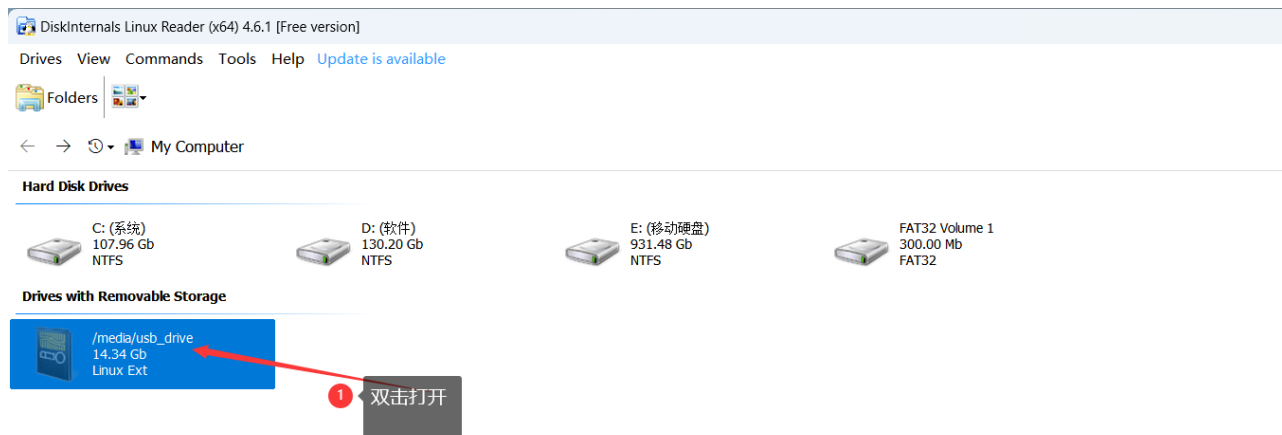 DiskInternals Linux Reader (x64) 4.6.1 [Free version]
Drives View Commands Tools Help Update is available
Folders
My Computer
Hard Disk Drives
C: (系统)
107.96 Gb
NTFS
D: (软件)
130.20 Gb
NTFS
E: (移动硬盘)
931.48 Gb
NTFS
FAT32 Volume 1
300.00 Mb
FAT32
Drives with Removable Storage
/media/usb_drive
14.34 Gb
Linux Ext
1 双击打开